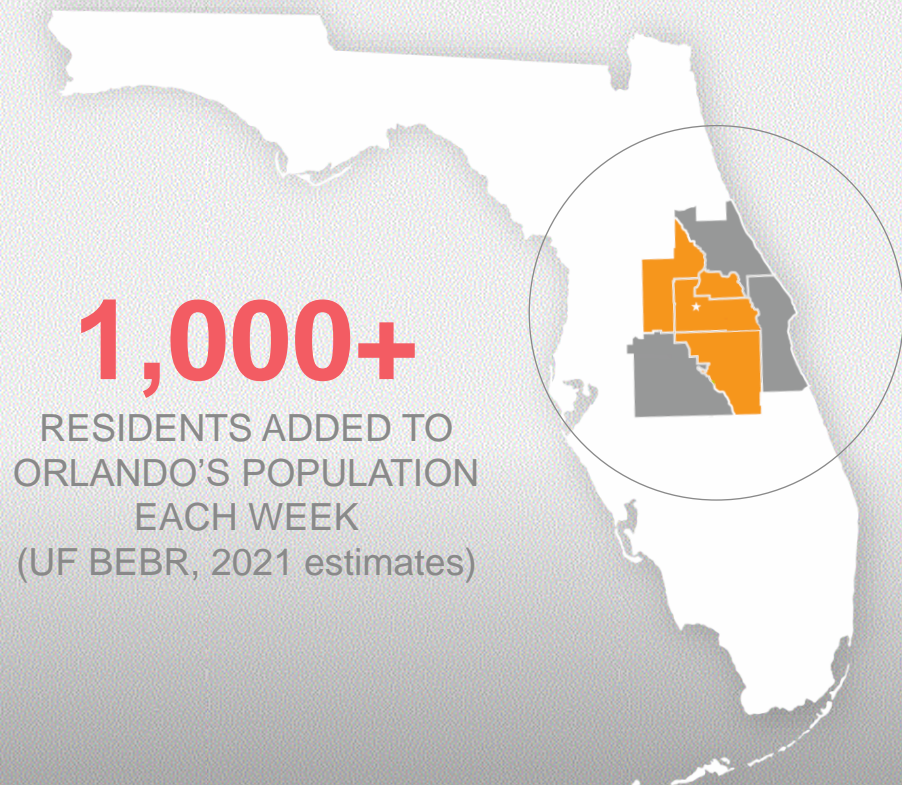 1,000+
RESIDENTS ADDED TO
ORLANDO’S POPULATION
EACH WEEK
(UF BEBR, 2021 estimates)